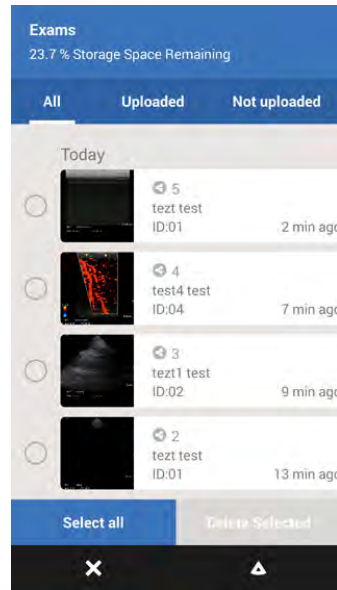 Exams
23.7 % Storage Space Remaining
All Uploaded Not uploaded
Today
5
tezt test
ID:01 2 min ago
4
test4 test
ID:04 7 min ago
3
tezt1 test
ID:02 9 min ago
2
tezt test
ID:01 13 min ago
Select all Delete Selected